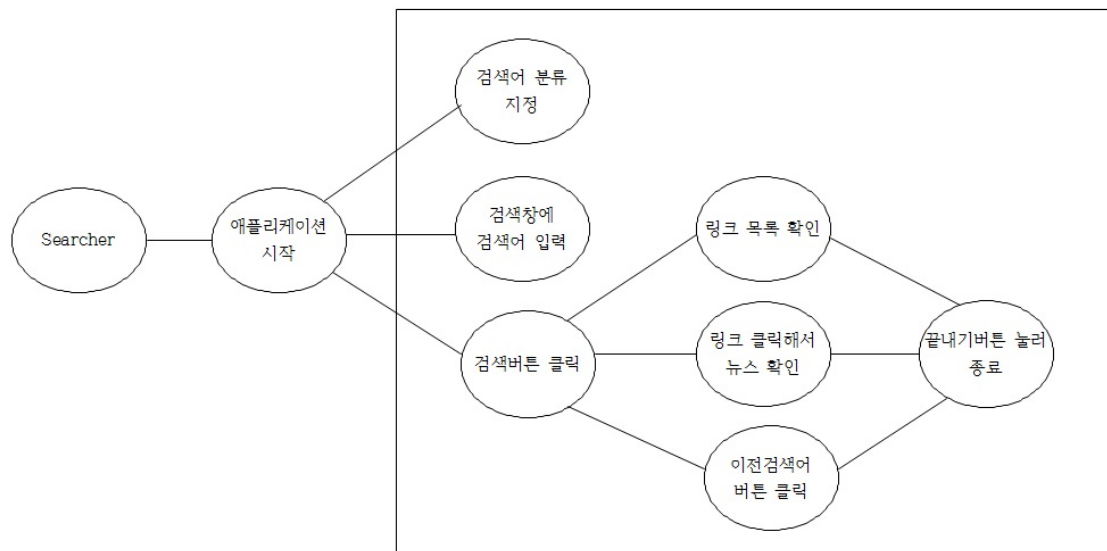 Searcher
애플리케이션
시작
검색어 분류
지정
검색창에
검색어 입력
검색버튼 클릭
링크 목록 확인
링크 클릭해서
뉴스 확인
이전검색어
버튼 클릭
끝내기버튼 눌러
종료